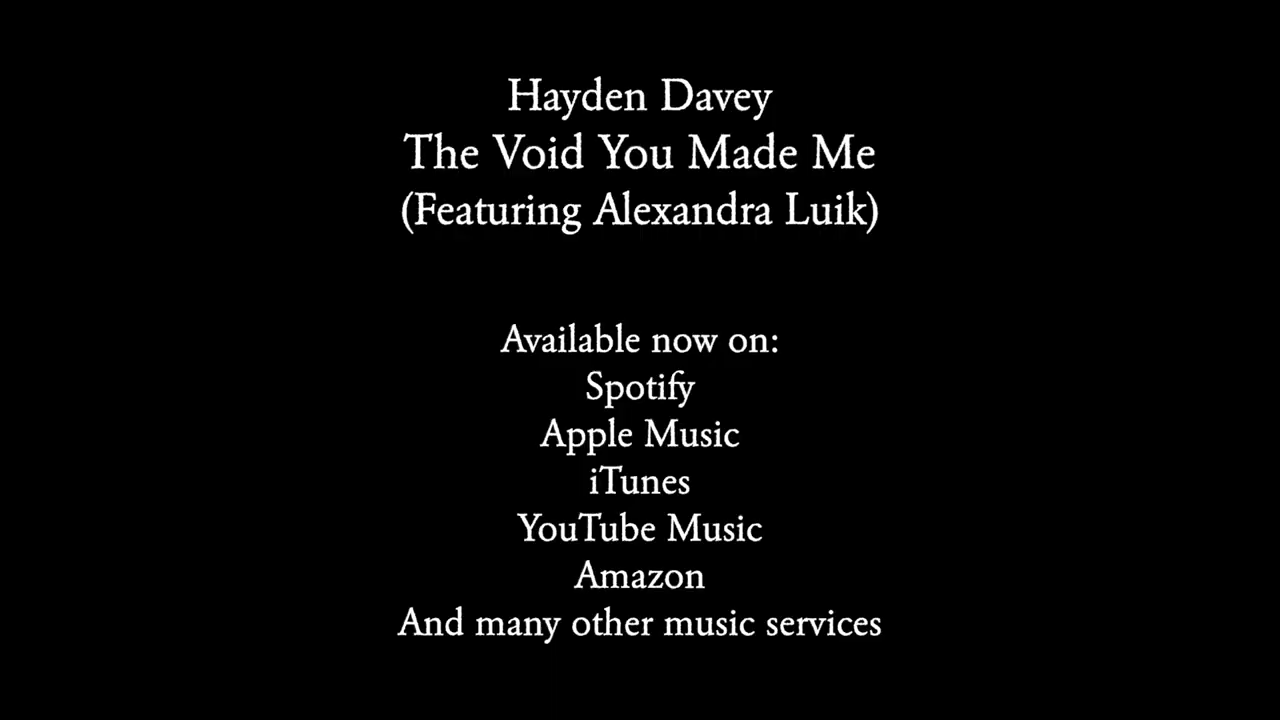 Hayden Davey
The Void You Made Me
(Featuring Alexandra Luik)
Available now on:
Spotify
Apple Music
iTunes
YouTube Music
Amazon
And many other music services